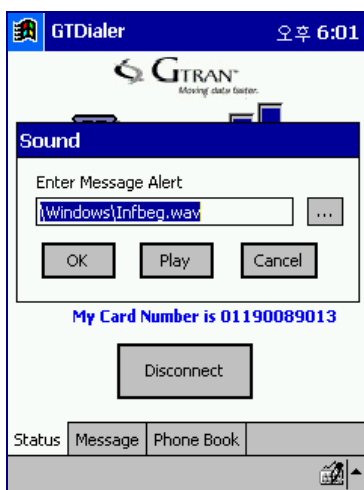 GTDialer 오후 6:01
GTRAN™
Moving data faster.
Sound
Enter Message Alert
\Windows\Infbeg.wav ...
OK Play Cancel
My Card Number is 01190089013
Disconnect
Status Message Phone Book